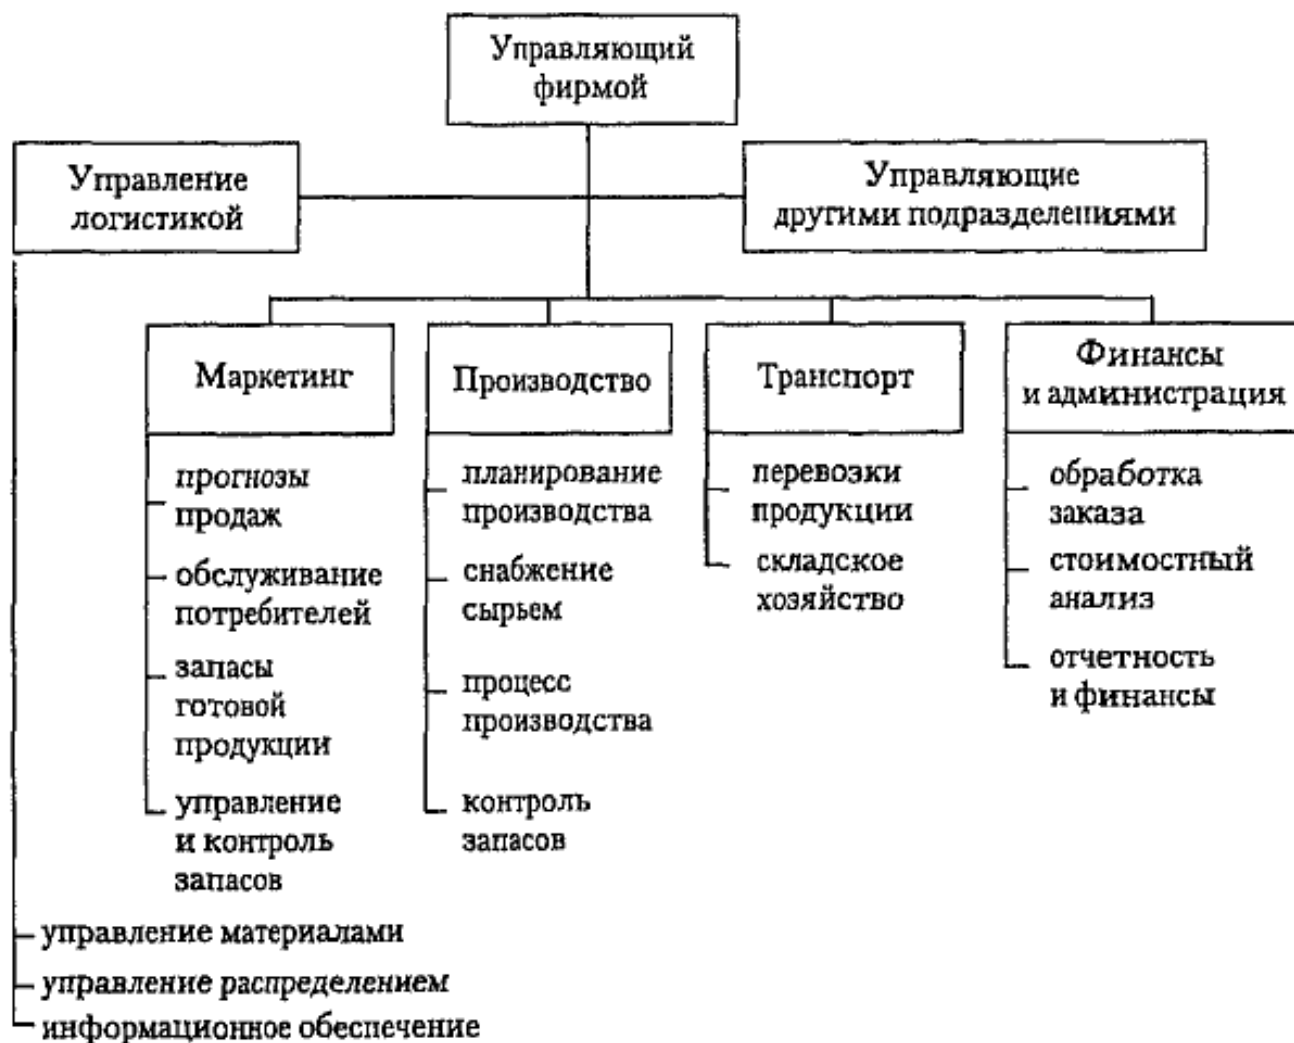 Управляющий
фирмой
Управление
логистикой
Управляющие
другими подразделениями
Маркетинг
прогнозы
продаж
обслуживание
потребителей
запасы
готовой
продукции
управление
и контроль
запасов
Производство
планирование
производства
снабжение
сырьем
процесс
производства
контроль
запасов
Транспорт
перевозки
продукции
складское
хозяйство
Финансы
и администрация
обработка
заказа
стоимостный
анализ
отчетность
и финансы
управление материалами
управление распределением
информационное обеспечение